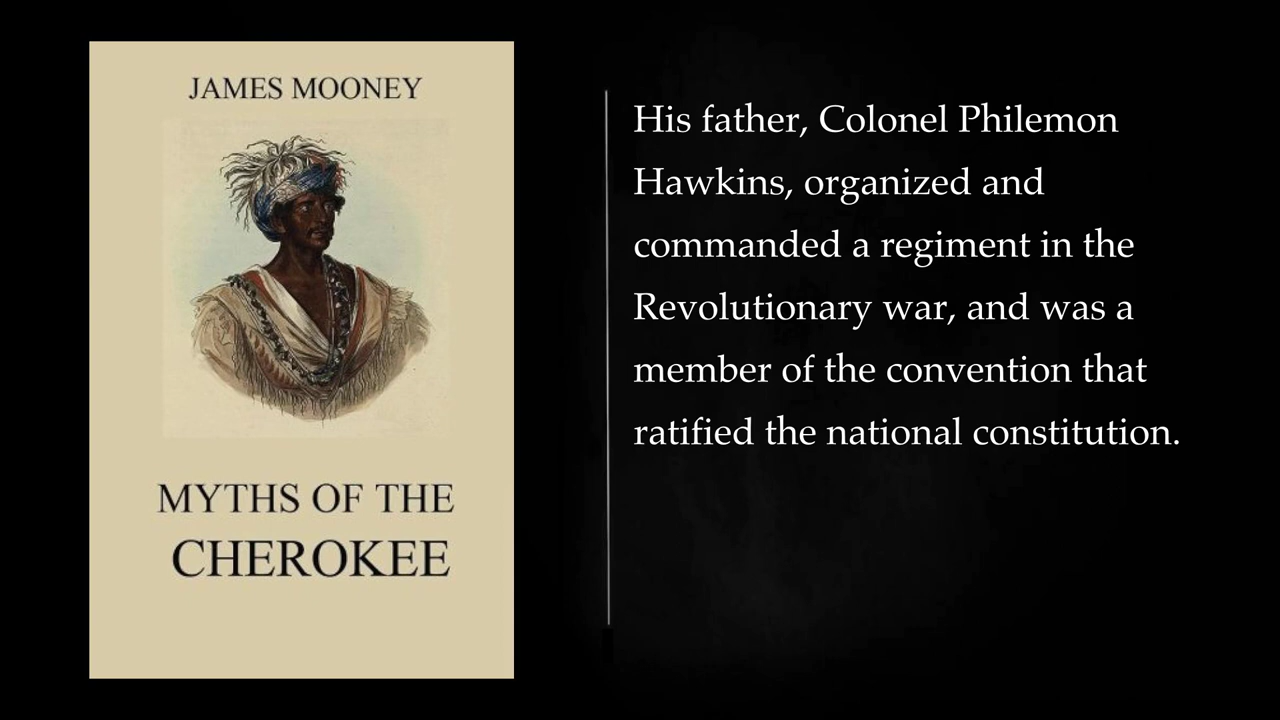 JAMES MOONEY
MYTHS OF THE
CHEROKEE
His father, Colonel Philemon
Hawkins, organized and
commanded a regiment in the
Revolutionary war, and was a
member of the convention that
ratified the national constitution.